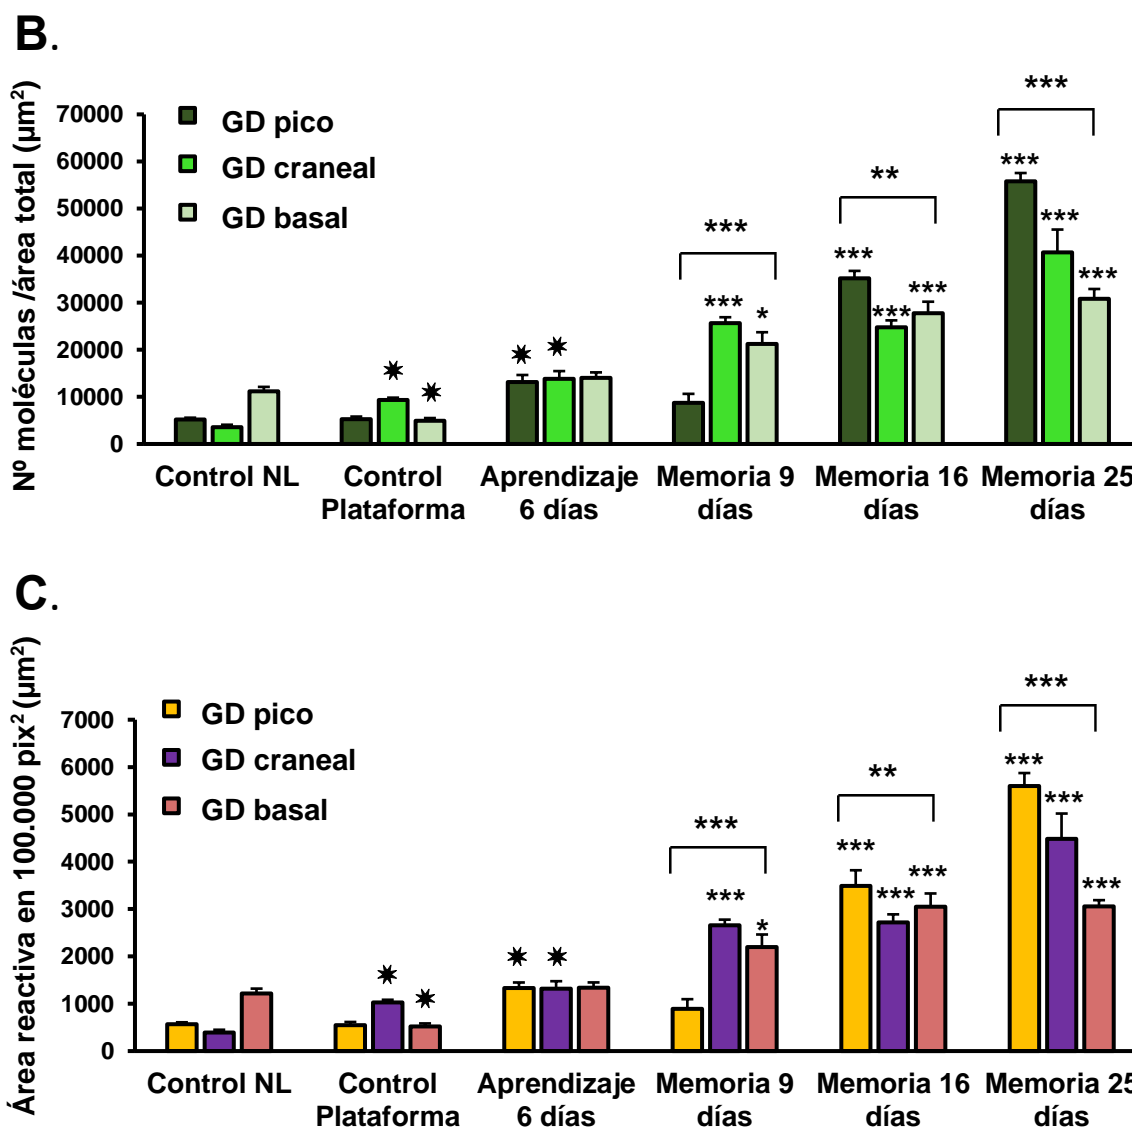 B.
Nº moléculas /área total (µm²)
70000
60000
50000
40000
30000
20000
10000
0
GD pico
GD craneal
GD basal
✷
✷
✷
✷
***
***
*
**
***
***
***
***
***
***
***
Control NL
Control
Plataforma
Aprendizaje
6 días
Memoria 9
días
Memoria 16
días
Memoria 25
días
C.
Área reactiva en 100.000 pix² (µm²)
7000
6000
5000
4000
3000
2000
1000
0
GD pico
GD craneal
GD basal
✷
✷
✷
✷
***
***
*
**
***
***
***
***
***
***
***
Control NL
Control
Plataforma
Aprendizaje
6 días
Memoria 9
días
Memoria 16
días
Memoria 25
días